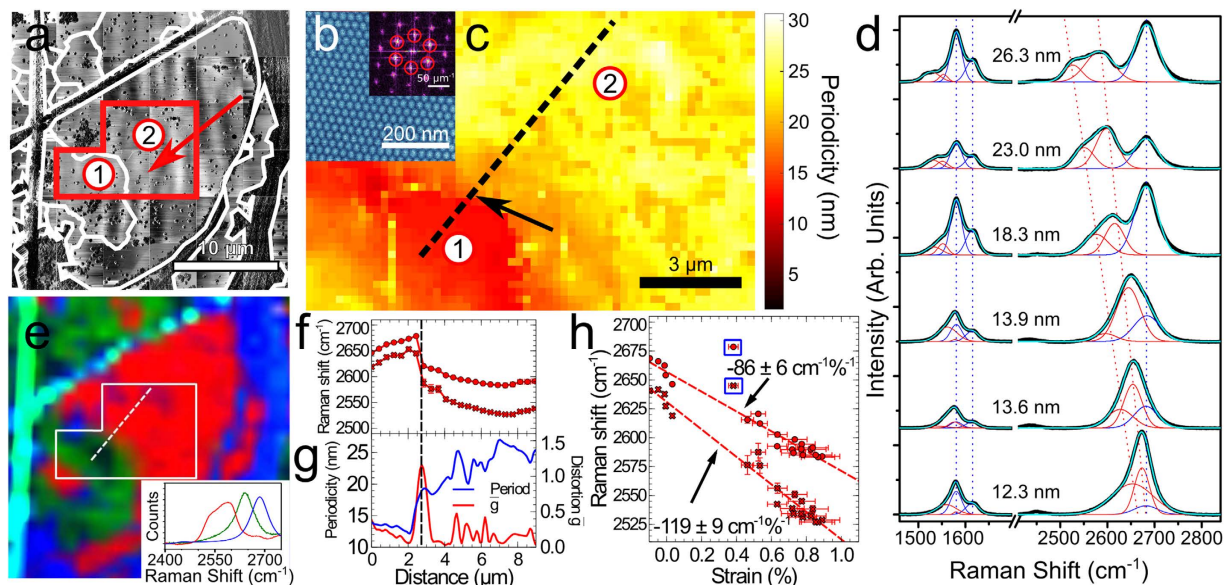 a
2
1
10 µm
b
50 µm⁻¹
200 nm
c
2
1
3 µm
30
25
20
15
10
5
Periodicity (nm)
d
26.3 nm
23.0 nm
18.3 nm
13.9 nm
13.6 nm
12.3 nm
Intensity (Arb. Units)
1500 1600 2500 2600 2700 2800
Raman Shift (cm⁻¹)
e
Counts
2400 2550 2700
Raman Shift (cm⁻¹)
f
Raman shift (cm⁻¹)
2700
2650
2600
2550
2500
g
Periodicity (nm)
25
20
15
10
Period
g̅
1.5
1.0
0.5
0.0
Distortion g̅
0 2 4 6 8
Distance (µm)
h
Raman shift (cm⁻¹)
2700
2675
2650
2625
2600
2575
2550
2525
-86 ± 6 cm⁻¹%⁻¹
-119 ± 9 cm⁻¹%⁻¹
0.0 0.2 0.4 0.6 0.8 1.0
Strain (%)